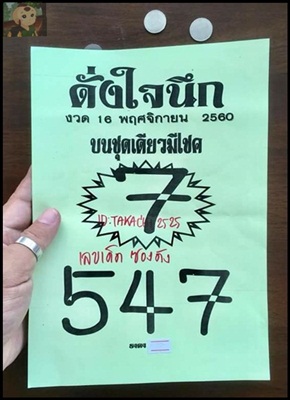 ดั่งใจนึก
งวด 16 พฤศจิกายน 2560
บนชุดเดียวมีโชค
7
เลขเด็ด ซองดัง
547